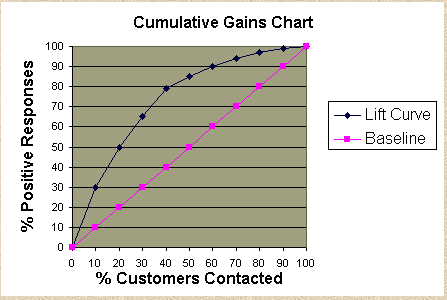 Cumulative Gains Chart
% Positive Responses
100
90
80
70
60
50
40
30
20
10
0
0 10 20 30 40 50 60 70 80 90 100
% Customers Contacted
Lift Curve
Baseline